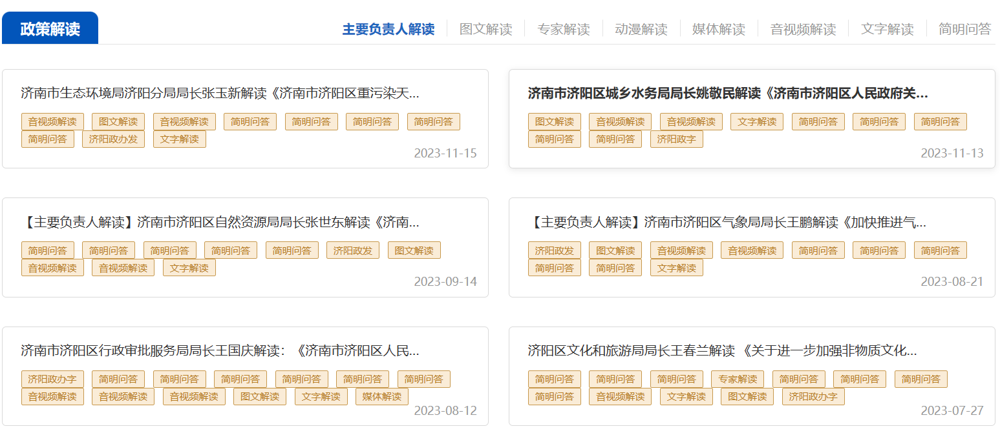 政策解读
主要负责人解读 图文解读 专家解读 动漫解读 媒体解读 音视频解读 文字解读 简明问答
济南市生态环境局济阳分局局长张玉新解读《济南市济阳区重污染天...
音视频解读 图文解读 音视频解读 简明问答 简明问答 简明问答 简明问答
简明问答 济阳政办发 文字解读
2023-11-15
济南市济阳区城乡水务局局长姚敬民解读《济南市济阳区人民政府关...
图文解读 音视频解读 音视频解读 文字解读 简明问答 简明问答 简明问答
简明问答 简明问答 济阳政字
2023-11-13
【主要负责人解读】济南市济阳区自然资源局局长张世东解读《济南...
简明问答 简明问答 简明问答 简明问答 简明问答 济阳政发 图文解读
音视频解读 音视频解读 文字解读
2023-09-14
【主要负责人解读】济南市济阳区气象局局长王鹏解读《加快推进气...
济阳政发 图文解读 音视频解读 音视频解读 简明问答 简明问答 简明问答
简明问答 简明问答 文字解读
2023-08-21
济南市济阳区行政审批服务局局长王国庆解读：《济南市济阳区人民...
济阳政办字 简明问答 简明问答 简明问答 简明问答 简明问答 简明问答
音视频解读 音视频解读 音视频解读 图文解读 文字解读 媒体解读
2023-08-12
济阳区文化和旅游局局长王春兰解读 《关于进一步加强非物质文化...
简明问答 简明问答 简明问答 专家解读 简明问答 简明问答 简明问答
简明问答 音视频解读 文字解读 图文解读 济阳政办字
2023-07-27